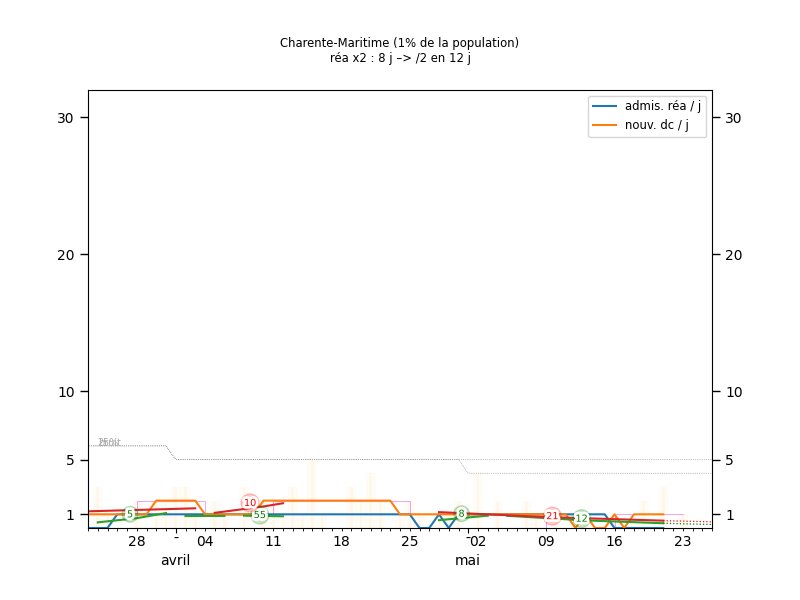 Charente-Maritime (1% de la population)
réa x2 : 8 j –> /2 en 12 j
admis. réa / j
nouv. dc / j
30 30
20 20
10 10
5 5
1 1
5 10 55 8 21 12
28 04 11 18 25 02 09 16 23
avril mai